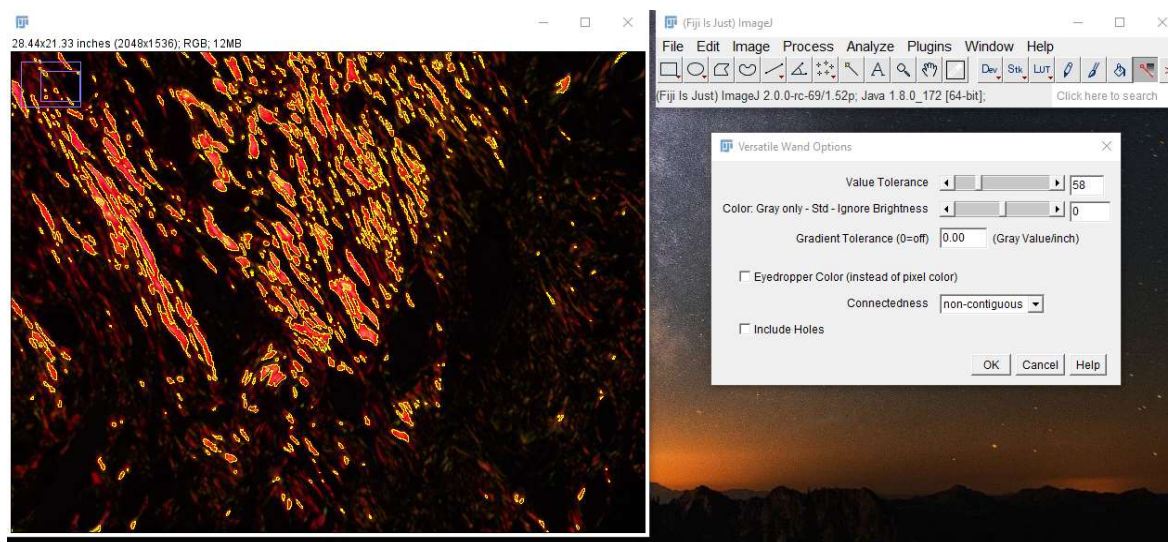 28.44x21.33 inches (2048x1536); RGB; 12MB
(Fiji Is Just) ImageJ
File Edit Image Process Analyze Plugins Window Help
A Dev Stk LUT >
(Fiji Is Just) ImageJ 2.0.0-rc-69/1.52p; Java 1.8.0_172 [64-bit];
Click here to search
Versatile Wand Options
Value Tolerance 58
Color: Gray only - Std - Ignore Brightness 0
Gradient Tolerance (0=off) 0.00 (Gray Value/inch)
Eyedropper Color (instead of pixel color)
Connectedness non-contiguous
Include Holes
OK Cancel Help